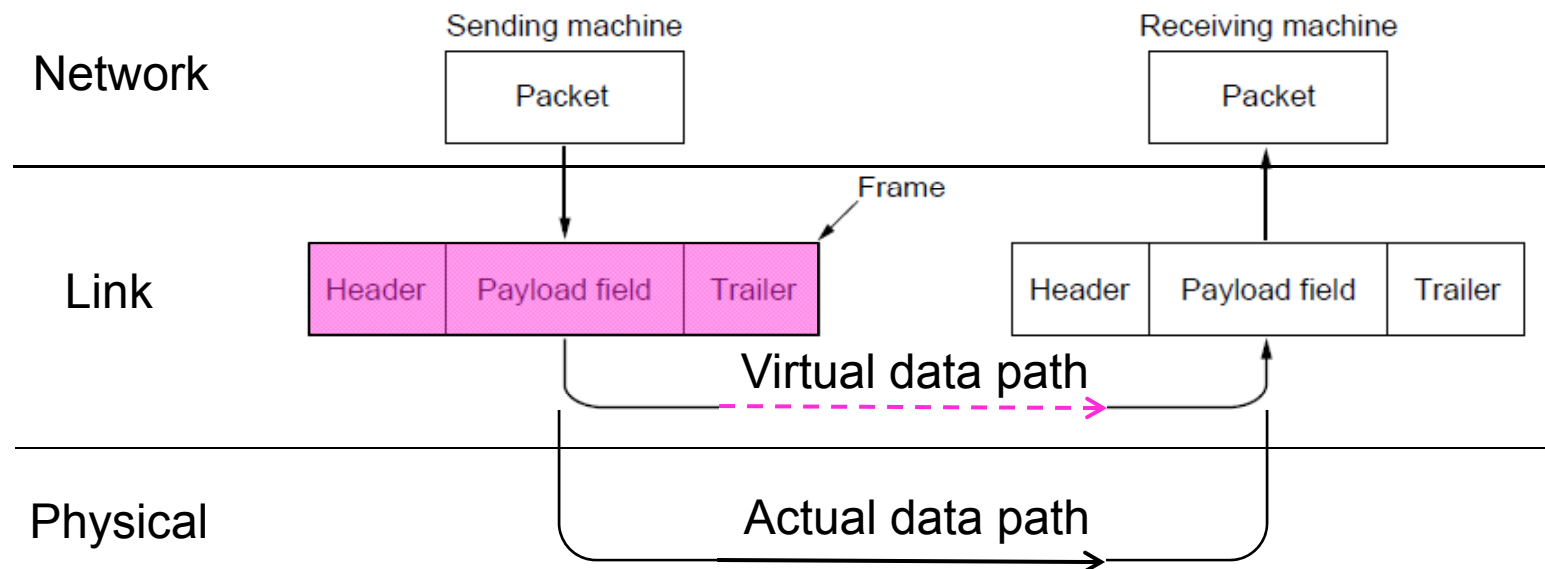 Sending machine
Receiving machine
Network
Packet
Packet
Frame
Link
Header
Payload field
Trailer
Header
Payload field
Trailer
Virtual data path
Physical
Actual data path